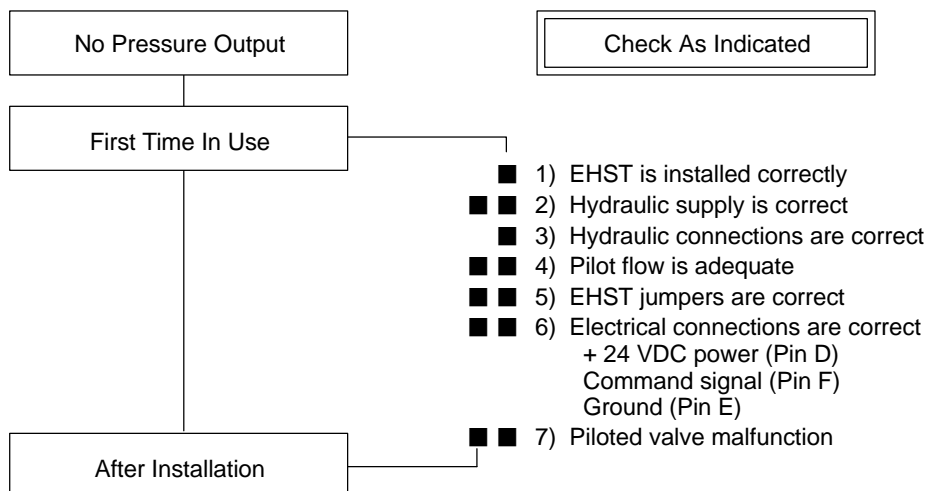 No Pressure Output
Check As Indicated
First Time In Use
■ 1) EHST is installed correctly
■ ■ 2) Hydraulic supply is correct
■ 3) Hydraulic connections are correct
■ ■ 4) Pilot flow is adequate
■ ■ 5) EHST jumpers are correct
■ ■ 6) Electrical connections are correct
+ 24 VDC power (Pin D)
Command signal (Pin F)
Ground (Pin E)
■ ■ 7) Piloted valve malfunction
After Installation